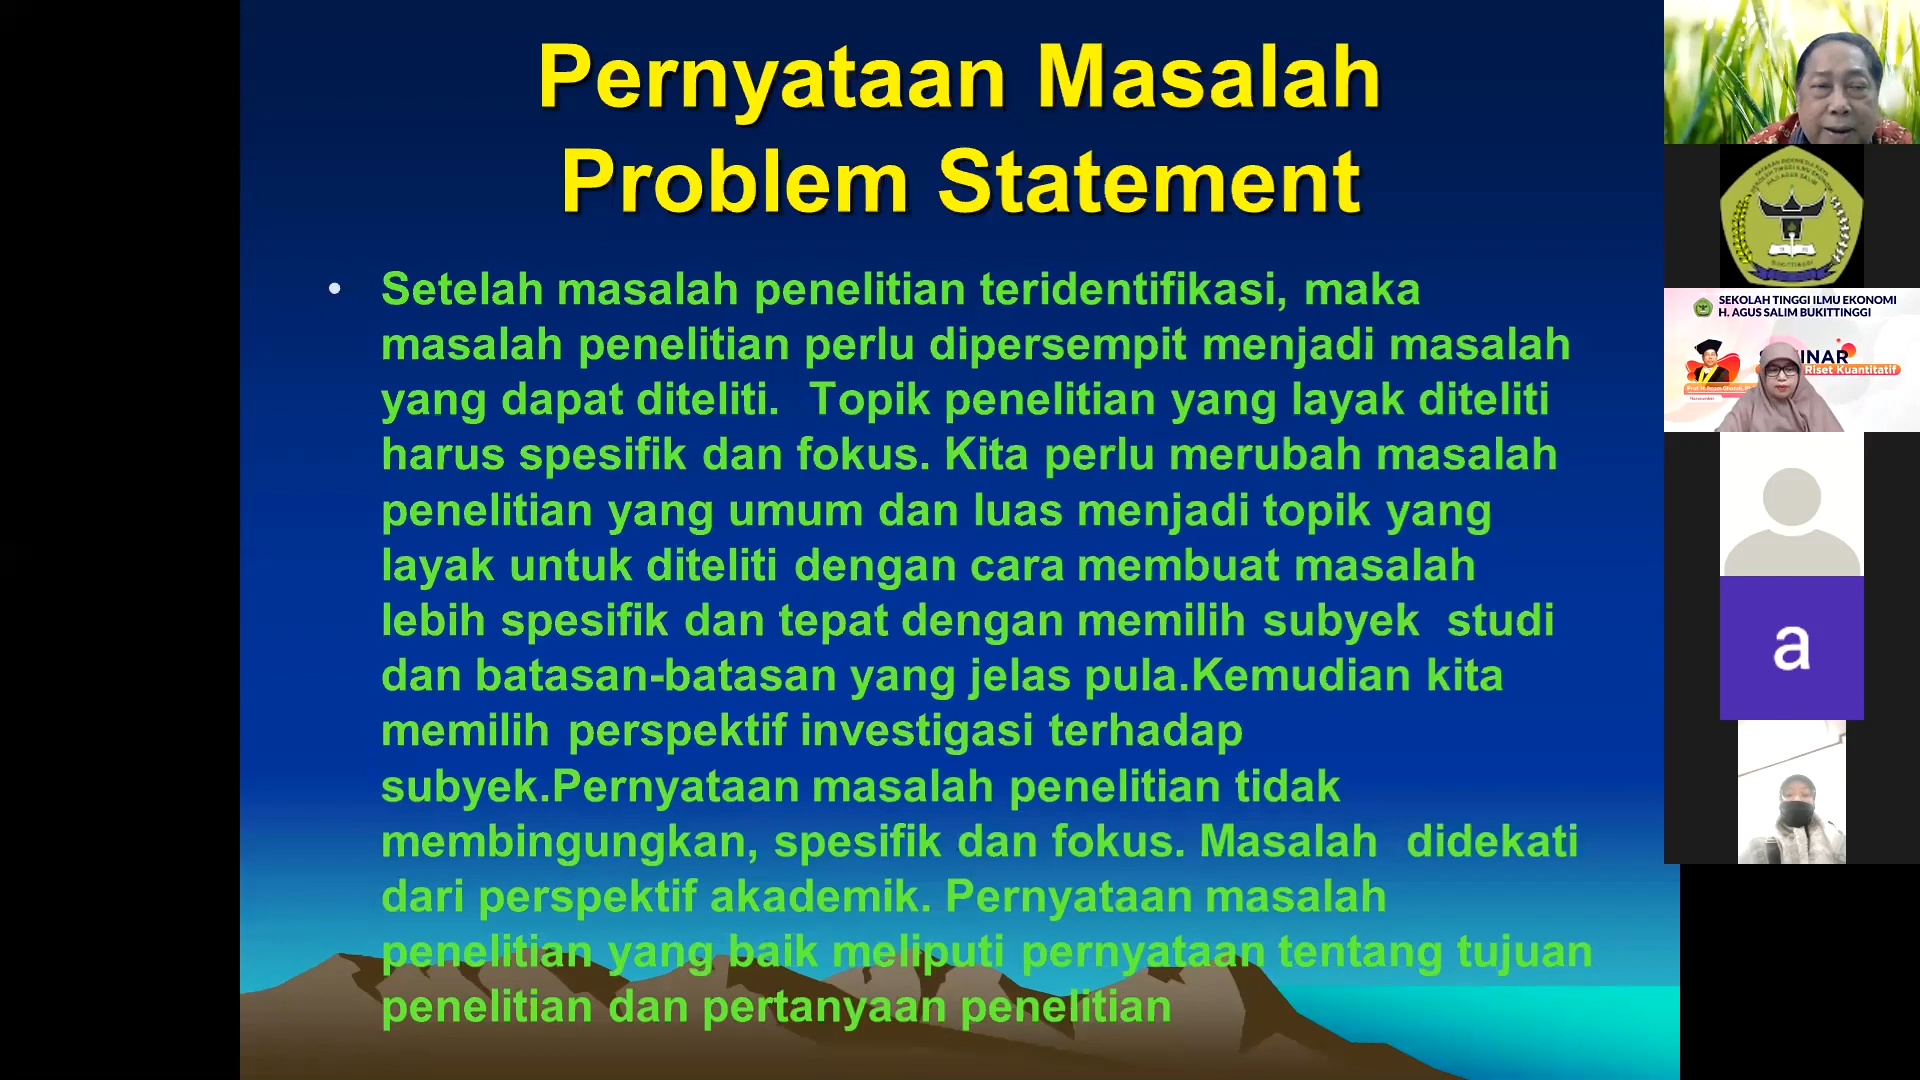 Pernyataan Masalah
Problem Statement
• Setelah masalah penelitian teridentifikasi, maka
masalah penelitian perlu dipersempit menjadi masalah
yang dapat diteliti.  Topik penelitian yang layak diteliti
harus spesifik dan fokus. Kita perlu merubah masalah
penelitian yang umum dan luas menjadi topik yang
layak untuk diteliti dengan cara membuat masalah
lebih spesifik dan tepat dengan memilih subyek  studi
dan batasan-batasan yang jelas pula.Kemudian kita
memilih perspektif investigasi terhadap
subyek.Pernyataan masalah penelitian tidak
membingungkan, spesifik dan fokus. Masalah  didekati
dari perspektif akademik. Pernyataan masalah
penelitian yang baik meliputi pernyataan tentang tujuan
penelitian dan pertanyaan penelitian
SEKOLAH TINGGI ILMU EKONOMI
H. AGUS SALIM BUKITTINGGI
Riset Kuantitatif
a